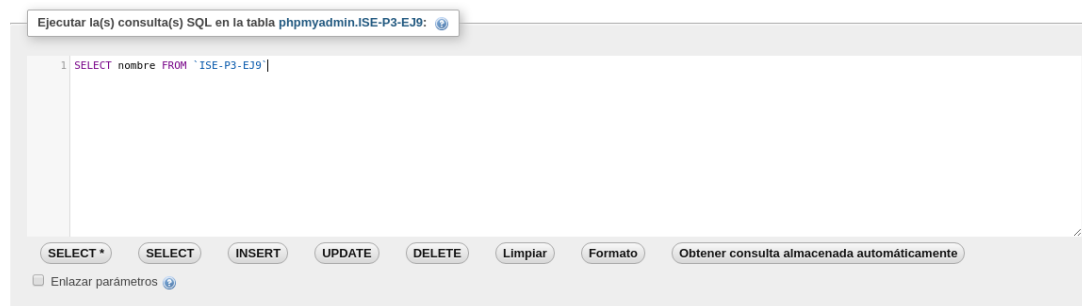 Ejecutar la(s) consulta(s) SQL en la tabla phpmyadmin.ISE-P3-EJ9:
1 SELECT nombre FROM `ISE-P3-EJ9`
SELECT * SELECT INSERT UPDATE DELETE Limpiar Formato Obtener consulta almacenada automáticamente
Enlazar parámetros